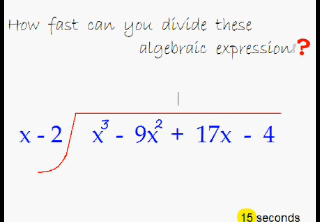 How fast can you divide these
algebraic expression?
x - 2 x³ - 9x² + 17x - 4
15 seconds